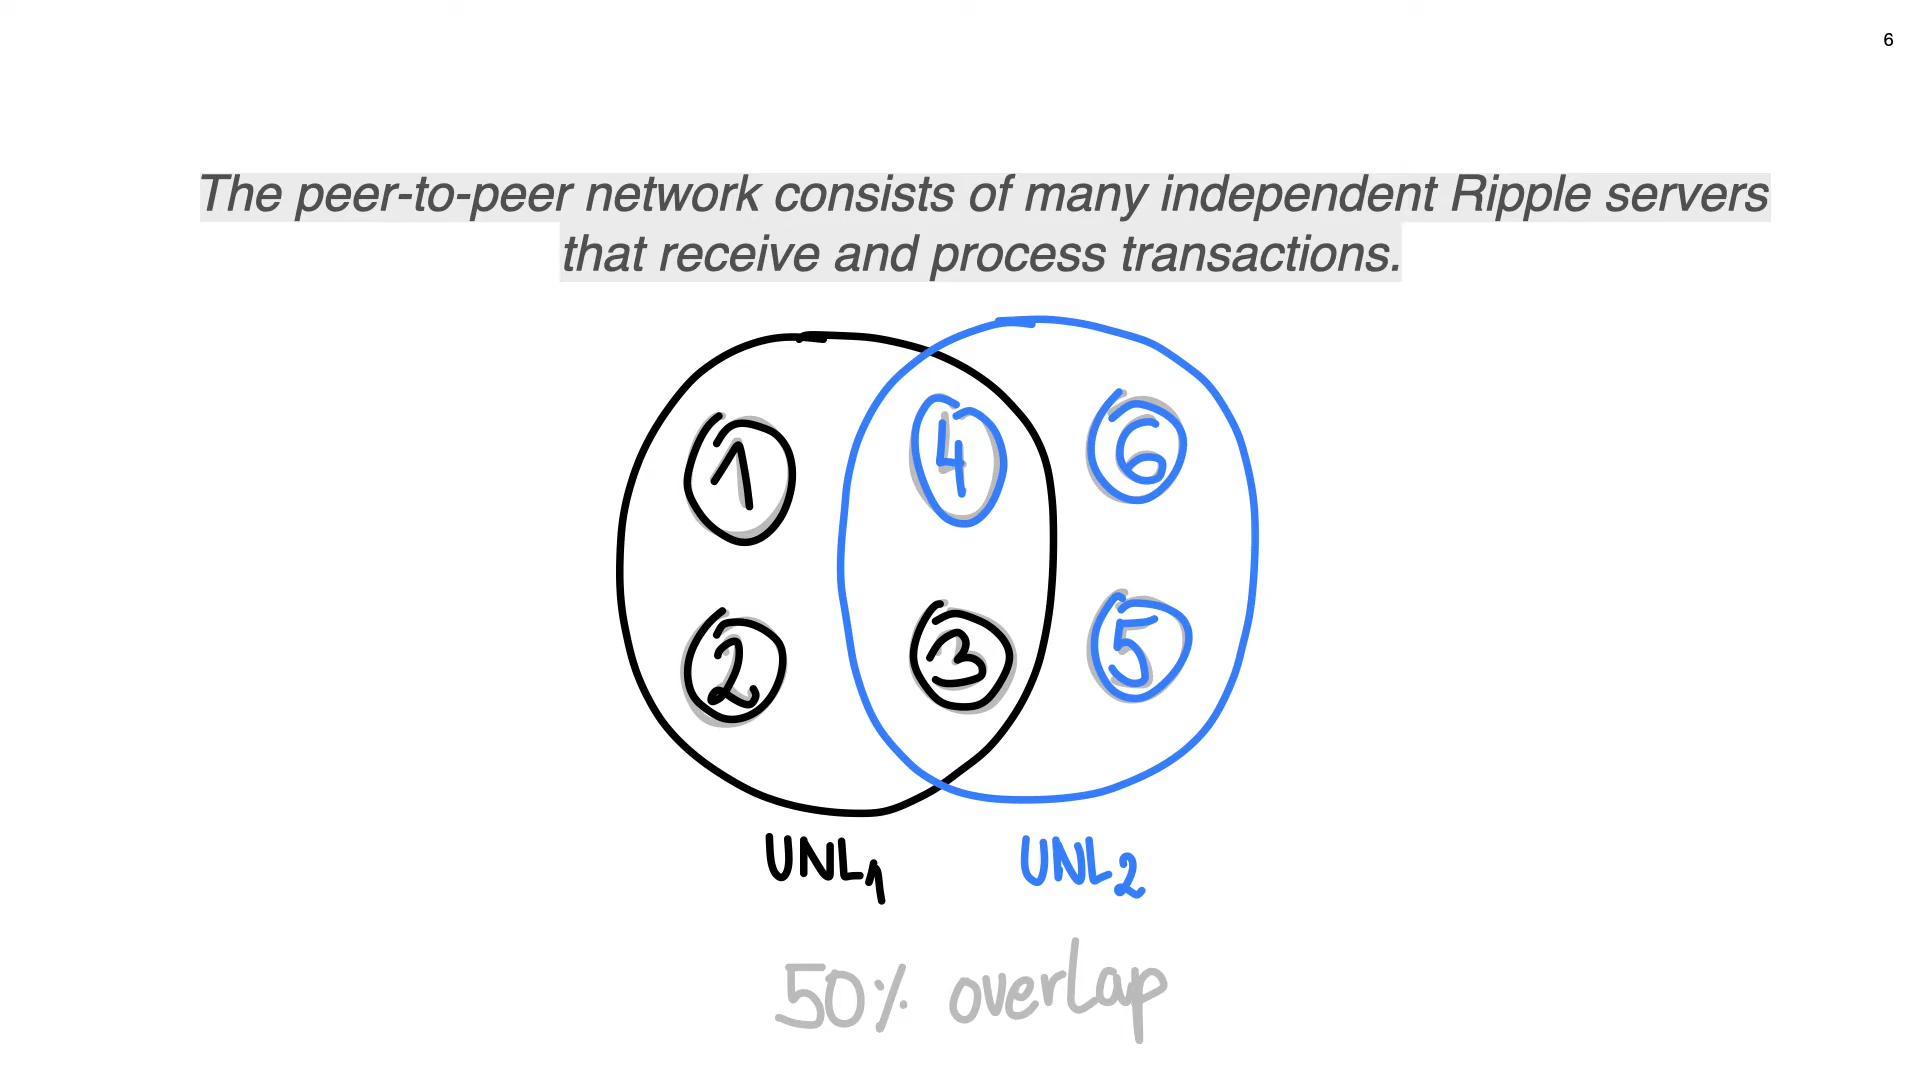 6
The peer-to-peer network consists of many independent Ripple servers
that receive and process transactions.
1 4 6
2 3 5
UNL1 UNL2
50% overlap